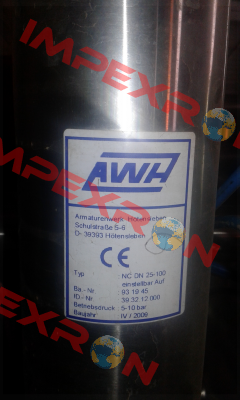 IMPEXRON
IMPEXRON
IMPEXRON
AWH
Armaturenwerk Hötensleben
Schulstraße 5-6
D- 39393 Hötensleben
CE
Typ : NC DN 25-100
einstellbar Auf
Ba.- Nr : 93 19 45
ID.- Nr. : 39 32 12 000
Betriebsdruck : 5-10 bar
Baujahr : IV / 2009